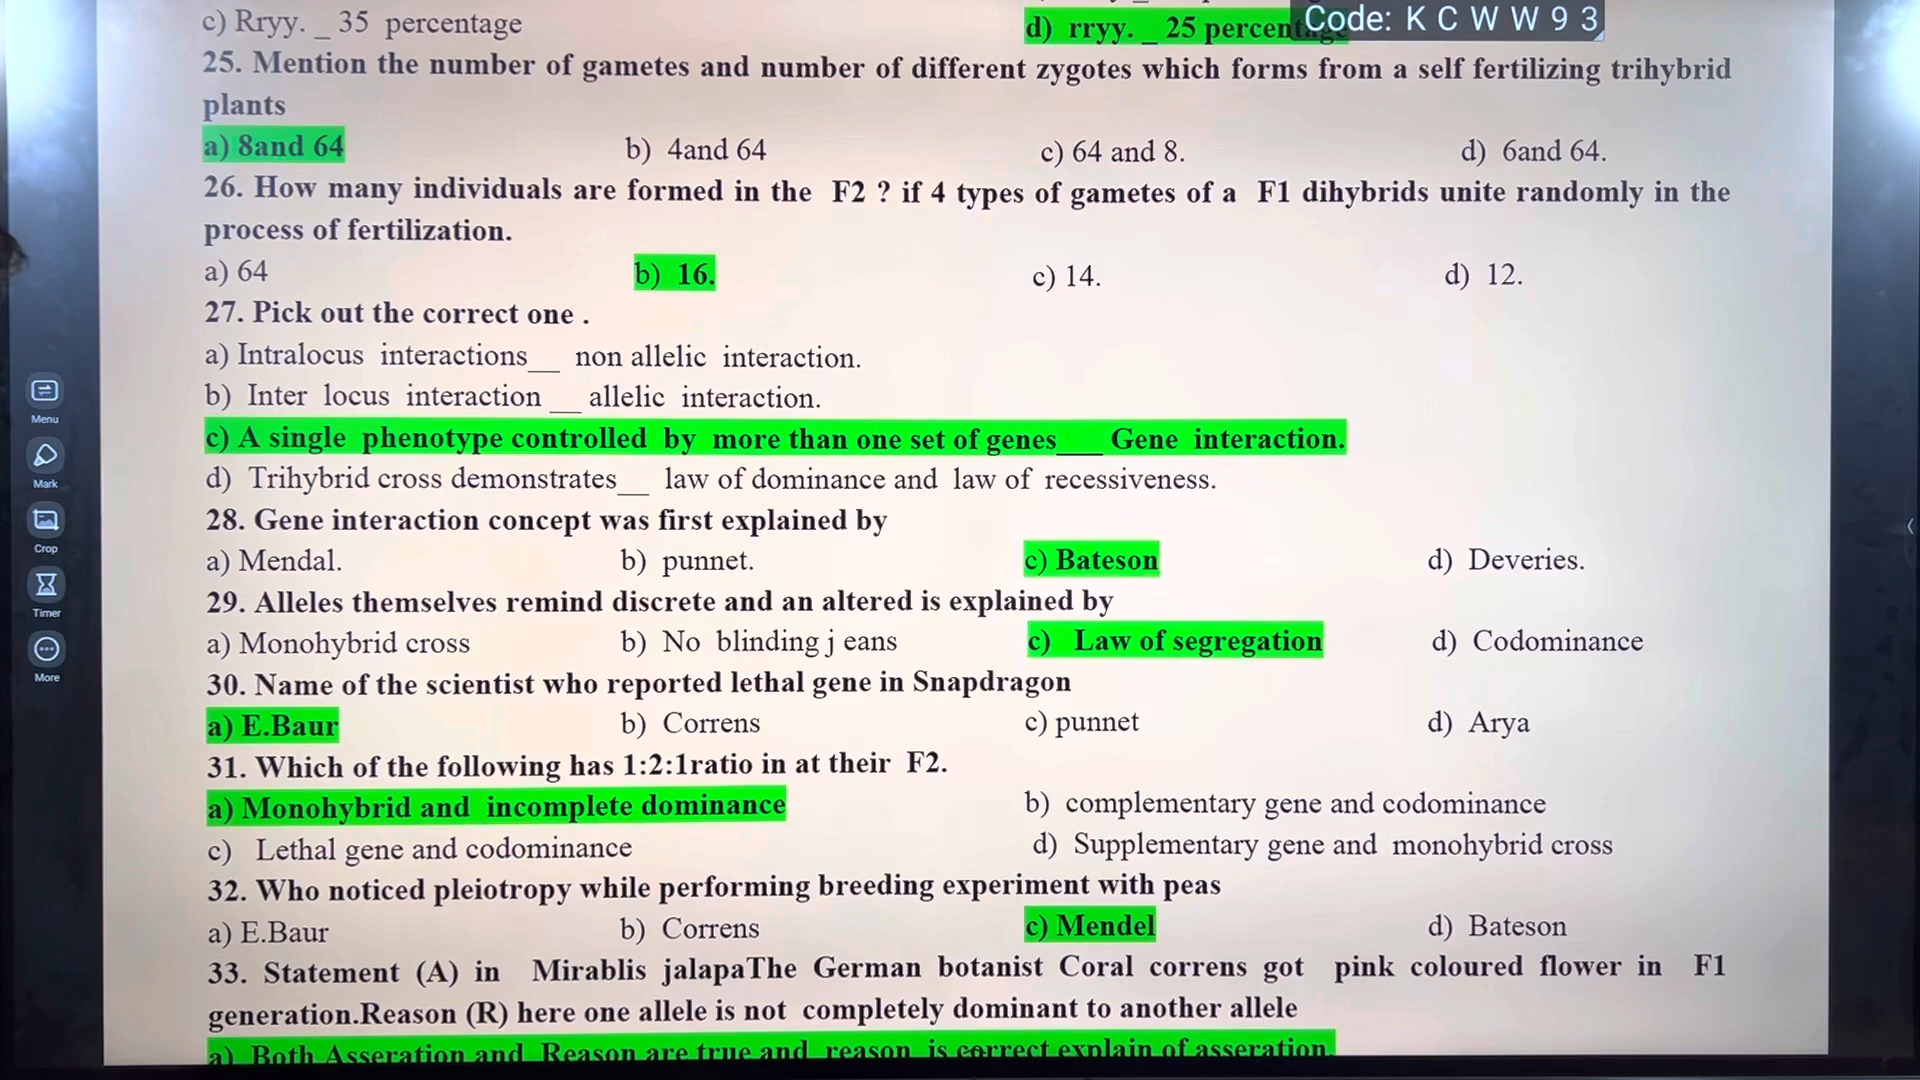 c) Rryy. _ 35 percentage
d) rryy. _ 25 percentage
Code: K C W W 9 3
25. Mention the number of gametes and number of different zygotes which forms from a self fertilizing trihybrid
plants
a) 8and 64 b) 4and 64 c) 64 and 8. d) 6and 64.
26. How many individuals are formed in the F2 ? if 4 types of gametes of a F1 dihybrids unite randomly in the
process of fertilization.
a) 64 b) 16. c) 14. d) 12.
27. Pick out the correct one .
a) Intralocus interactions__ non allelic interaction.
b) Inter locus interaction __ allelic interaction.
c) A single phenotype controlled by more than one set of genes___ Gene interaction.
d) Trihybrid cross demonstrates__ law of dominance and law of recessiveness.
28. Gene interaction concept was first explained by
a) Mendal. b) punnet. c) Bateson d) Deveries.
29. Alleles themselves remind discrete and an altered is explained by
a) Monohybrid cross b) No blinding j eans c) Law of segregation d) Codominance
30. Name of the scientist who reported lethal gene in Snapdragon
a) E.Baur b) Correns c) punnet d) Arya
31. Which of the following has 1:2:1ratio in at their F2.
a) Monohybrid and incomplete dominance b) complementary gene and codominance
c) Lethal gene and codominance d) Supplementary gene and monohybrid cross
32. Who noticed pleiotropy while performing breeding experiment with peas
a) E.Baur b) Correns c) Mendel d) Bateson
33. Statement (A) in Mirablis jalapaThe German botanist Coral correns got pink coloured flower in F1
generation.Reason (R) here one allele is not completely dominant to another allele
a) Both Asseration and Reason are true and reason is correct explain of asseration.
Menu
Mark
Crop
Timer
More